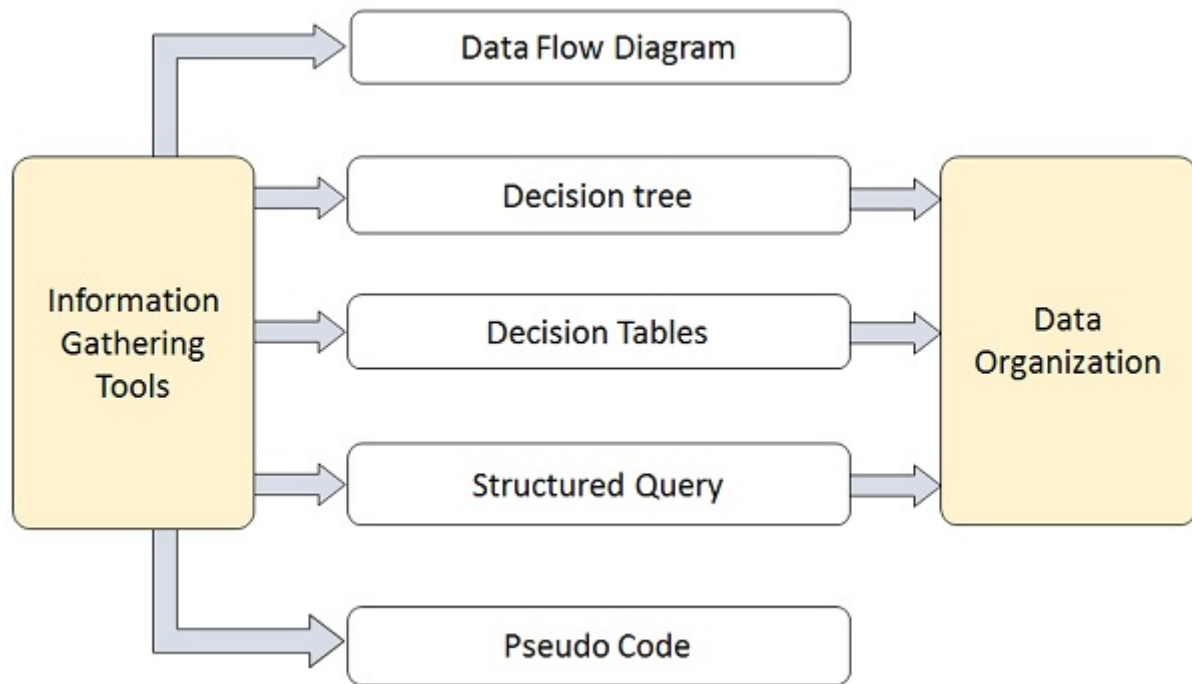 Data Flow Diagram
Decision tree
Information
Gathering
Tools
Decision Tables
Data
Organization
Structured Query
Pseudo Code